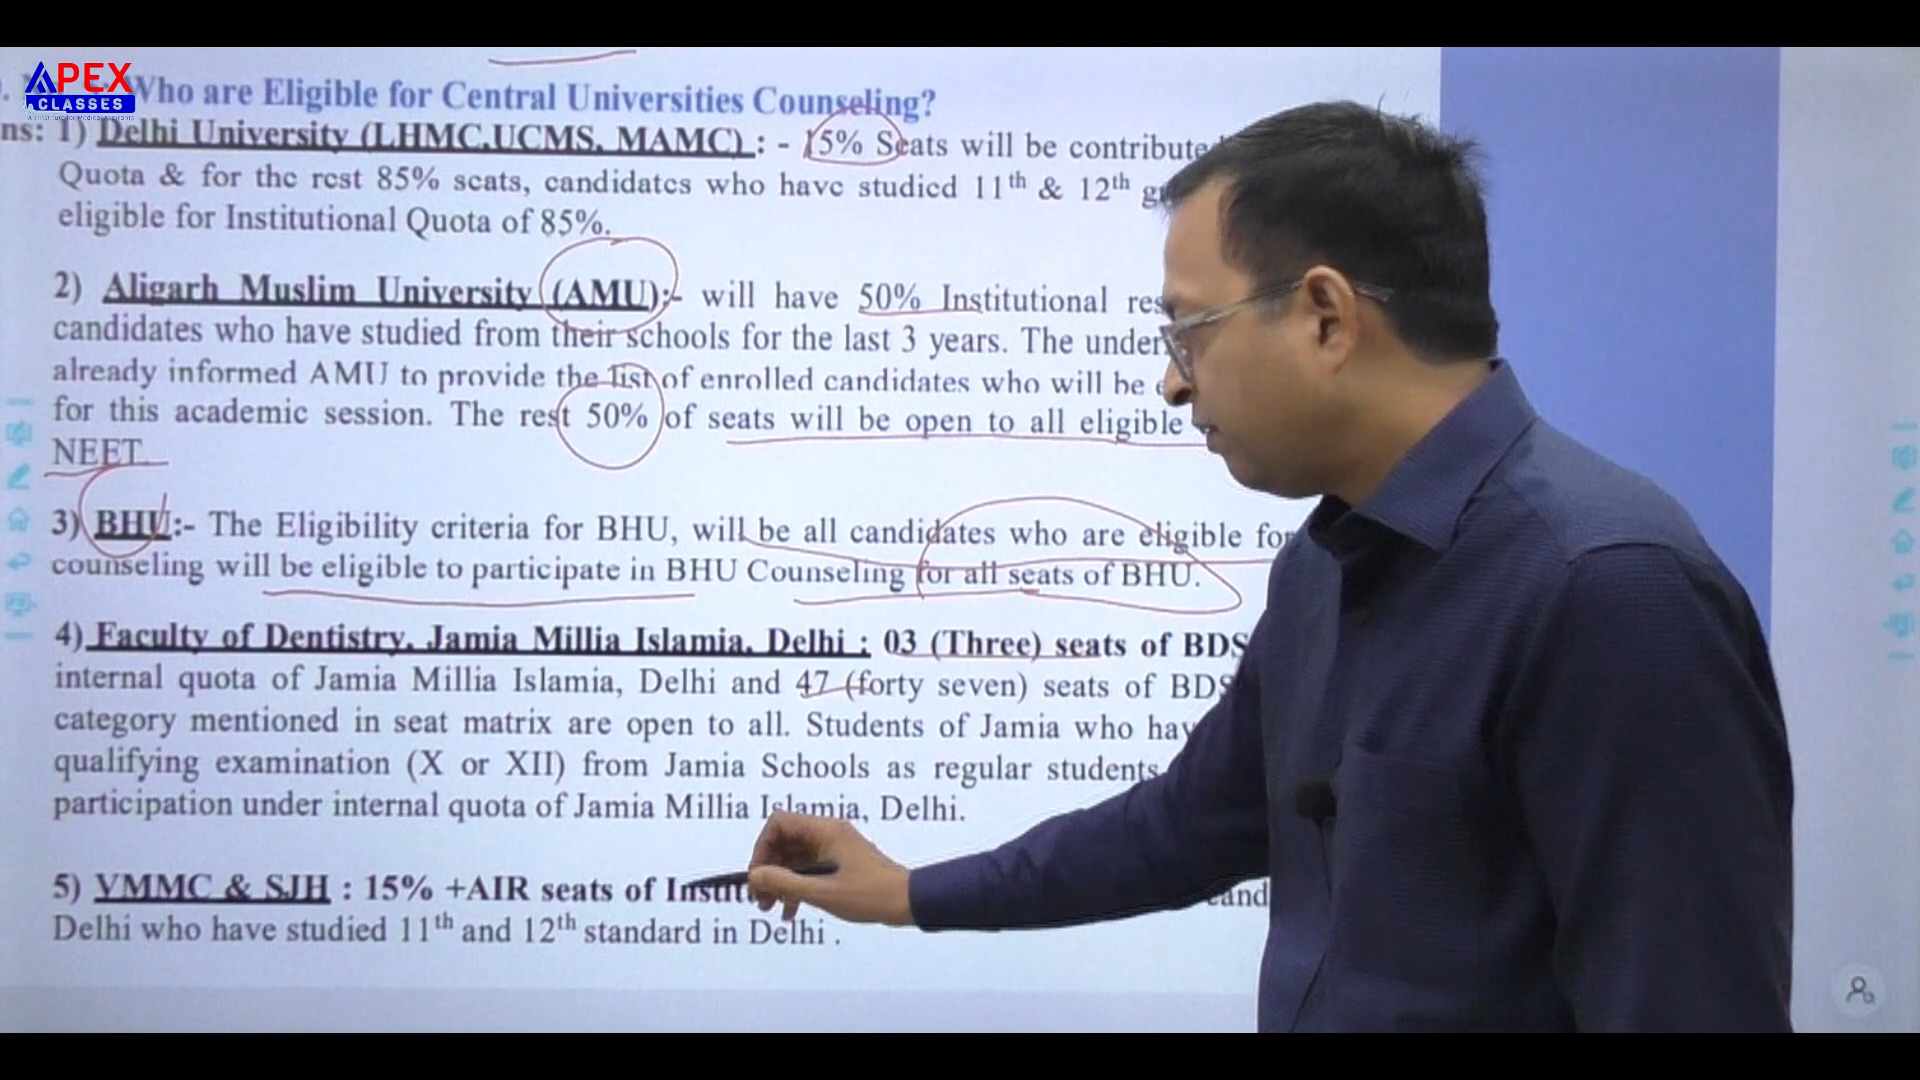 APEX
CLASSES
Who are Eligible for Central Universities Counseling?
ns: 1) Delhi University (LHMC,UCMS, MAMC) : - 15% Seats will be contribute
Quota & for the rest 85% seats, candidates who have studied 11th & 12th
eligible for Institutional Quota of 85%.
2) Aligarh Muslim University (AMU):- will have 50% Institutional
candidates who have studied from their schools for the last 3 years. The
already informed AMU to provide the list of enrolled candidates who will be
for this academic session. The rest 50% of seats will be open to all eligible
NEET.
3) BHU:- The Eligibility criteria for BHU, will be all candidates who are eligible for
counseling will be eligible to participate in BHU Counseling for all seats of BHU.
4) Faculty of Dentistry, Jamia Millia Islamia, Delhi : 03 (Three) seats of BDS
internal quota of Jamia Millia Islamia, Delhi and 47 (forty seven) seats of BDS
category mentioned in seat matrix are open to all. Students of Jamia who
qualifying examination (X or XII) from Jamia Schools as regular students
participation under internal quota of Jamia Millia Islamia, Delhi.
5) VMMC & SJH : 15% +AIR seats of
Delhi who have studied 11th and 12th standard in Delhi .